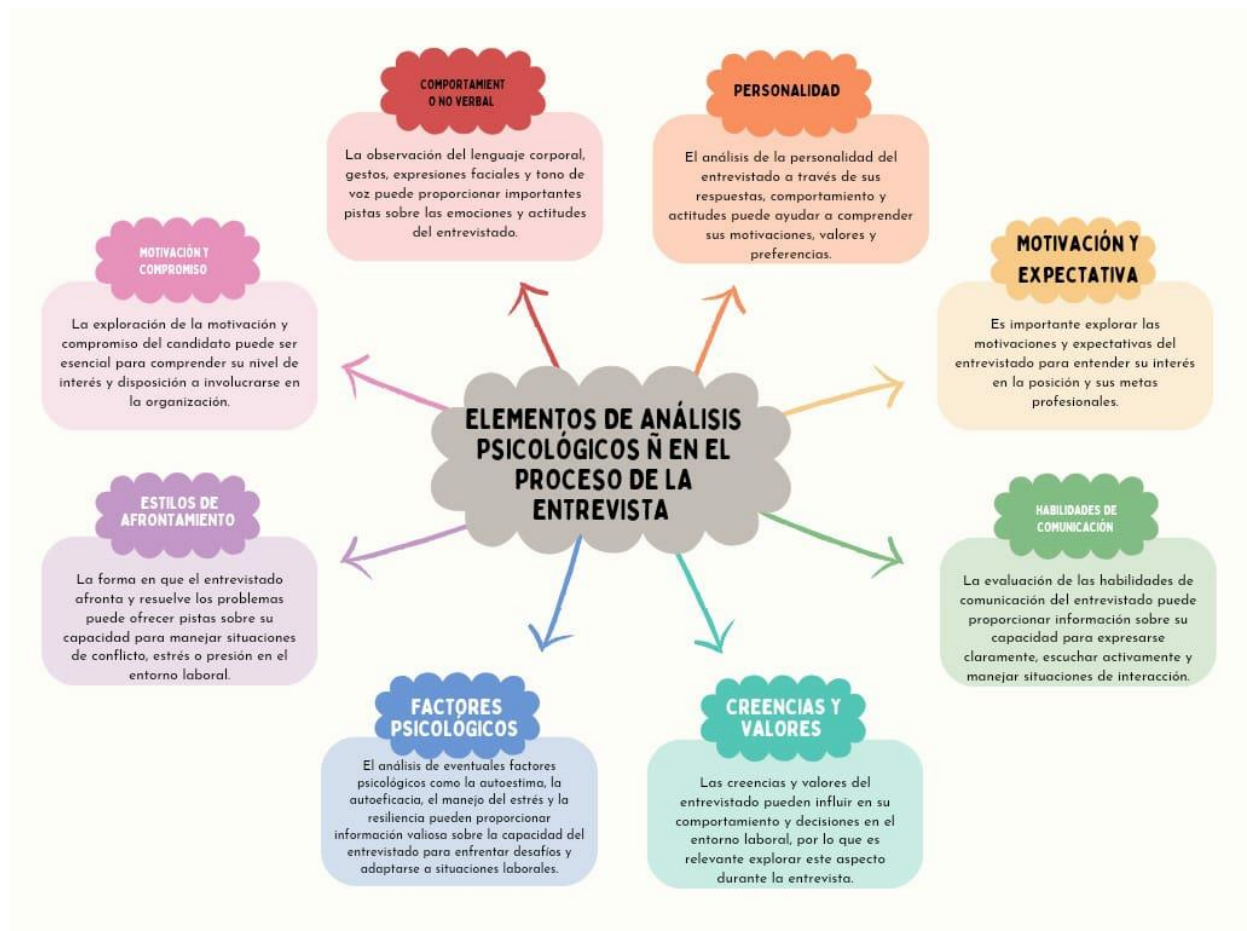 COMPORTAMIENT
O NO VERBAL
La observación del lenguaje corporal,
gestos, expresiones faciales y tono de
voz puede proporcionar importantes
pistas sobre las emociones y actitudes
del entrevistado.
PERSONALIDAD
El análisis de la personalidad del
entrevistado a través de sus
respuestas, comportamiento y
actitudes puede ayudar a comprender
sus motivaciones, valores y
preferencias.
MOTIVACIÓN Y
COMPROMISO
La exploración de la motivación y
compromiso del candidato puede ser
esencial para comprender su nivel de
interés y disposición a involucrarse en
la organización.
MOTIVACIÓN Y
EXPECTATIVA
Es importante explorar las
motivaciones y expectativas del
entrevistado para entender su interés
en la posición y sus metas
profesionales.
ELEMENTOS DE ANÁLISIS
PSICOLÓGICOS Ñ EN EL
PROCESO DE LA
ENTREVISTA
ESTILOS DE
AFRONTAMIENTO
La forma en que el entrevistado
afronta y resuelve los problemas
puede ofrecer pistas sobre su
capacidad para manejar situaciones
de conflicto, estrés o presión en el
entorno laboral.
HABILIDADES DE
COMUNICACIÓN
La evaluación de las habilidades de
comunicación del entrevistado puede
proporcionar información sobre su
capacidad para expresarse
claramente, escuchar activamente y
manejar situaciones de interacción.
FACTORES
PSICOLÓGICOS
El análisis de eventuales factores
psicológicos como la autoestima, la
autoeficacia, el manejo del estrés y la
resiliencia pueden proporcionar
información valiosa sobre la capacidad del
entrevistado para enfrentar desafíos y
adaptarse a situaciones laborales.
CREENCIAS Y
VALORES
Las creencias y valores del
entrevistado pueden influir en su
comportamiento y decisiones en el
entorno laboral, por lo que es
relevante explorar este aspecto
durante la entrevista.